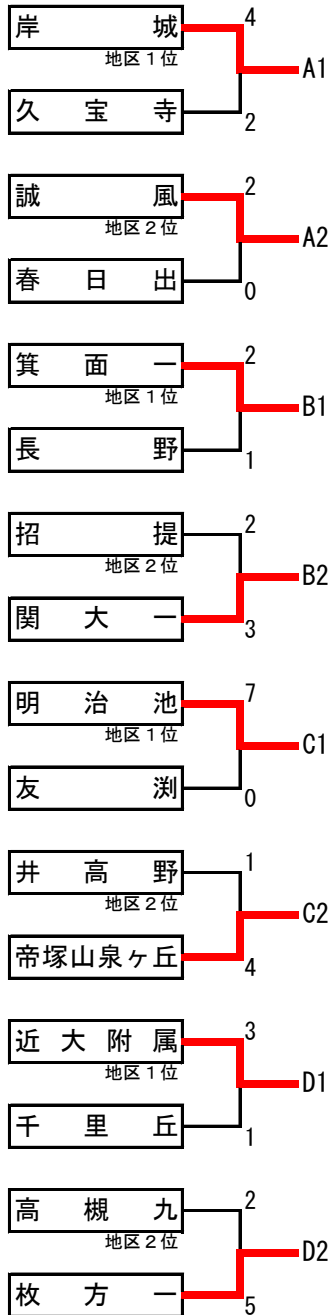 岸城 4
地区１位
A1
久宝寺 2
誠風 2
地区２位
A2
春日出 0
箕面一 2
地区１位
B1
長野 1
招提 2
地区２位
B2
関大一 3
明治池 7
地区１位
C1
友渕 0
井高野 1
地区２位
C2
帝塚山泉ヶ丘 4
近大附属 3
地区１位
D1
千里丘 1
高槻九 2
地区２位
D2
枚方一 5